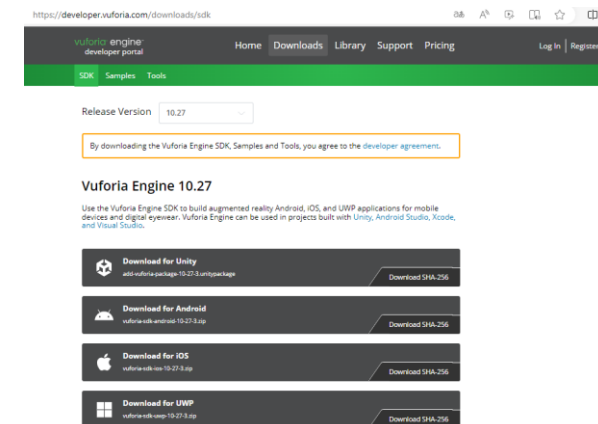 https://developer.vuforia.com/downloads/sdk
vuforia engine™
developer portal
Home Downloads Library Support Pricing
Log In | Register
SDK Samples Tools
Release Version 10.27
By downloading the Vuforia Engine SDK, Samples and Tools, you agree to the developer agreement.
Vuforia Engine 10.27
Use the Vuforia Engine SDK to build augmented reality Android, iOS, and UWP applications for mobile
devices and digital eyewear. Vuforia Engine can be used in projects built with Unity, Android Studio, Xcode,
and Visual Studio.
Download for Unity
add-vuforia-package-10-27-3.unitypackage
Download SHA-256
Download for Android
vuforia-sdk-android-10-27-3.zip
Download SHA-256
Download for iOS
vuforia-sdk-ios-10-27-3.zip
Download SHA-256
Download for UWP
vuforia-sdk-uwp-10-27-3.zip
Download SHA-256